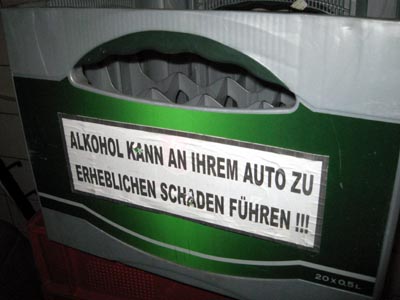 ALKOHOL KANN AN IHREM AUTO ZU
ERHEBLICHEN SCHADEN FÜHREN !!!
20 x 0,5 L